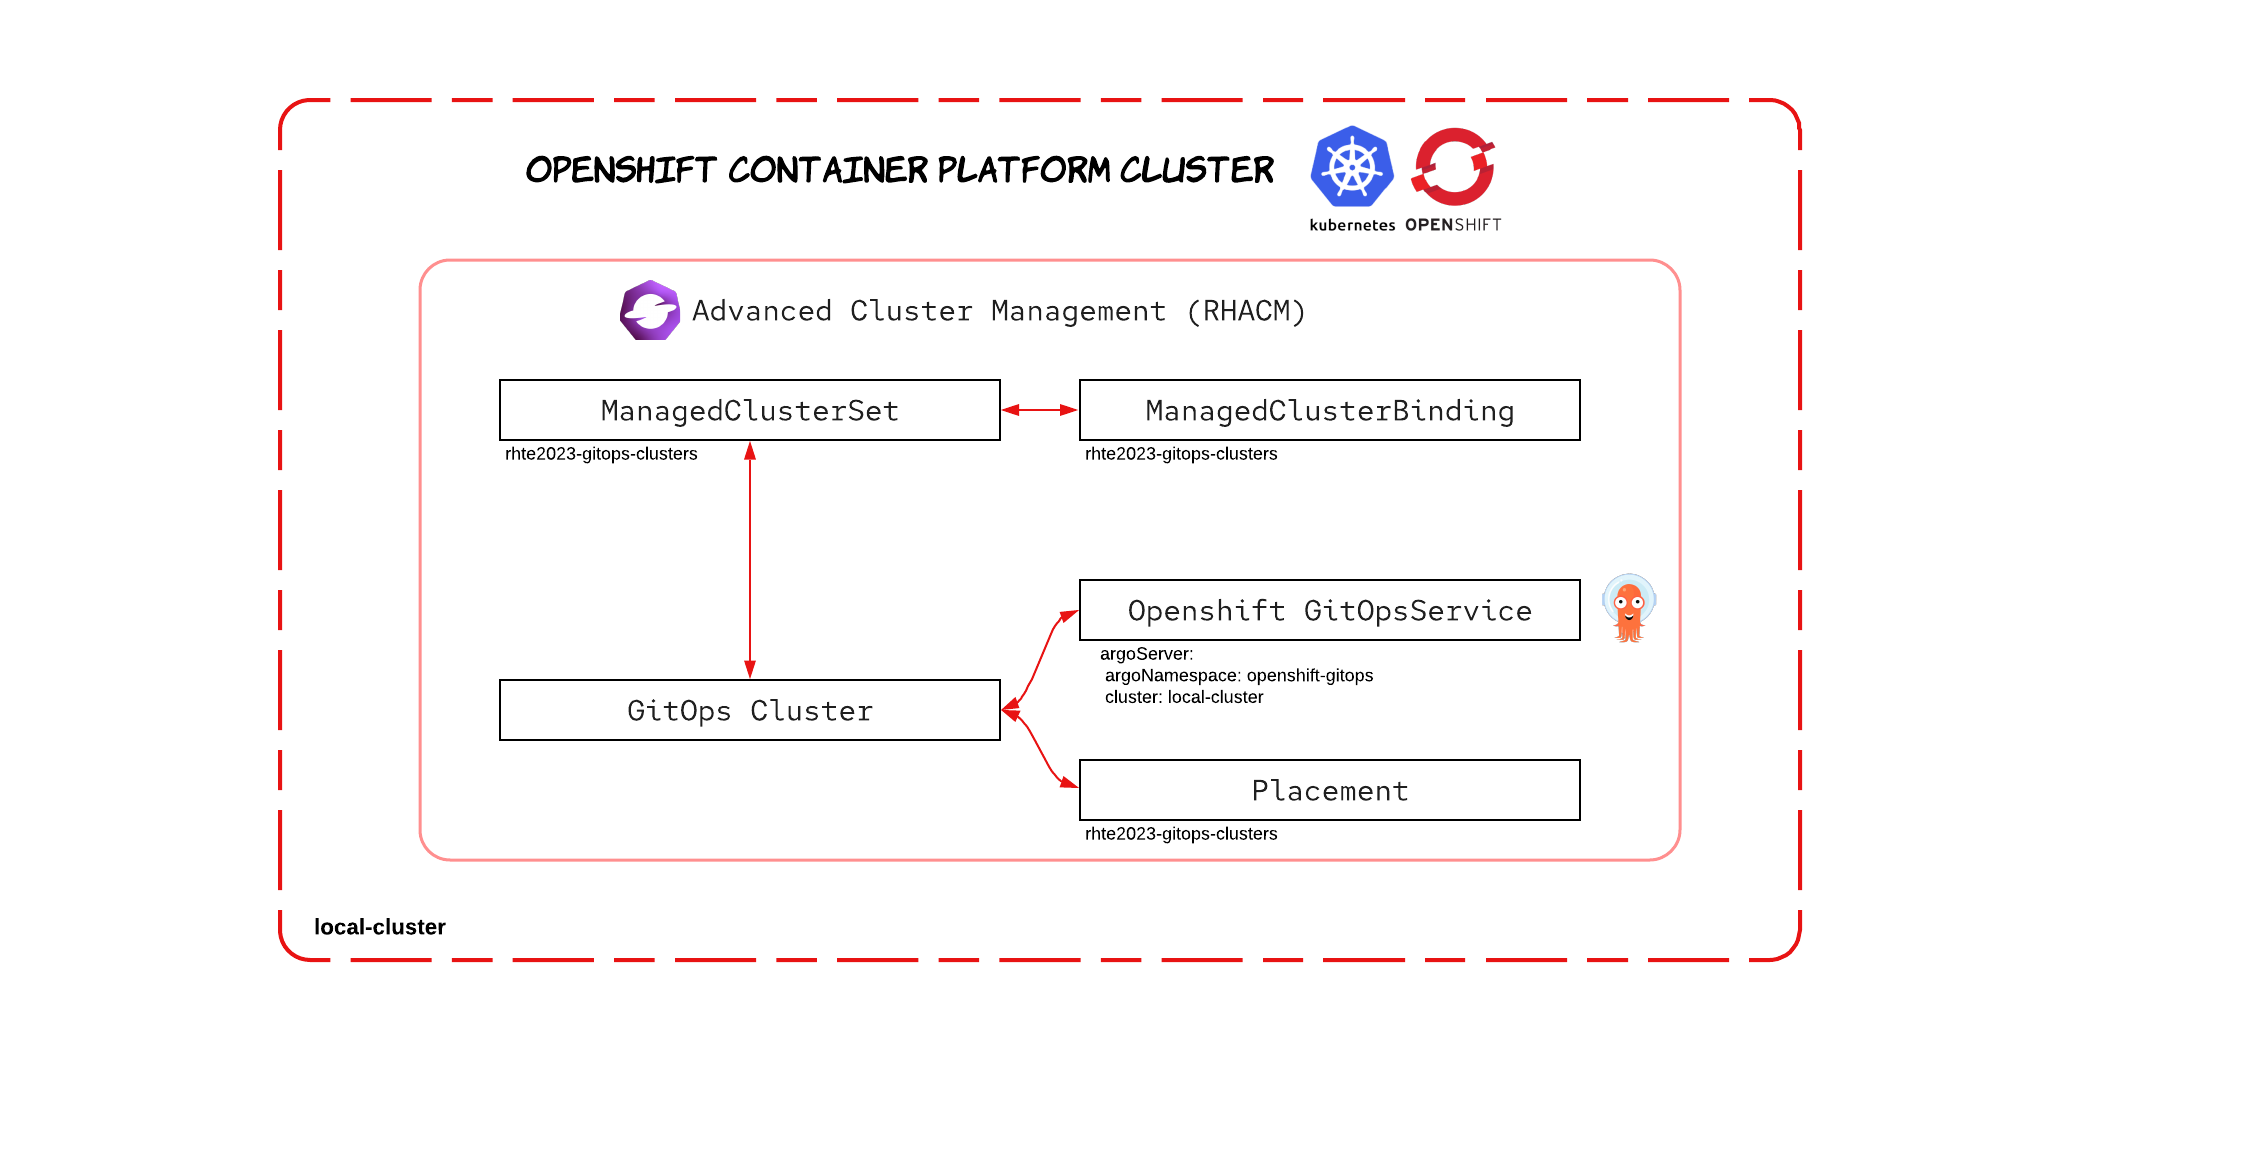 OPENSHIFT CONTAINER PLATFORM CLUSTER
kubernetes OPENSHIFT
Advanced Cluster Management (RHACM)
ManagedClusterSet
rhte2023-gitops-clusters
ManagedClusterBinding
rhte2023-gitops-clusters
Openshift GitOpsService
argoServer:
argoNamespace: openshift-gitops
cluster: local-cluster
GitOps Cluster
Placement
rhte2023-gitops-clusters
local-cluster